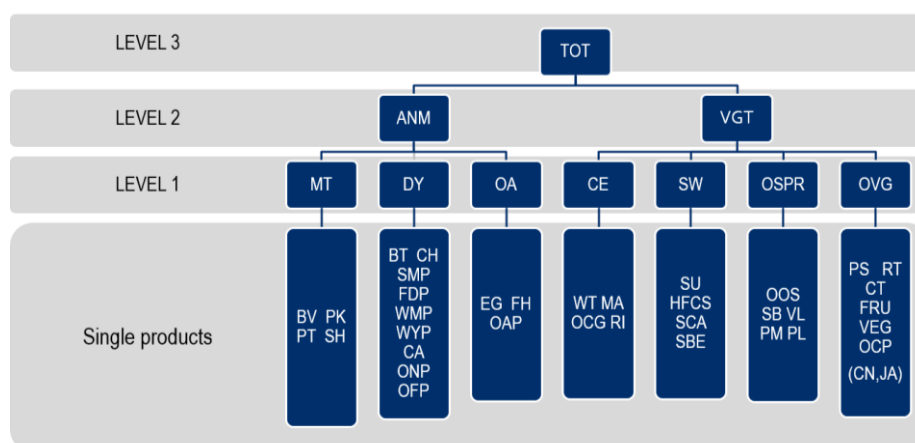 LEVEL 3
TOT
LEVEL 2
ANM
VGT
LEVEL 1
MT
DY
OA
CE
SW
OSPR
OVG
Single products
BV PK
PT SH
BT CH
SMP
FDP
WMP
WYP
CA
ONP
OFP
EG FH
OAP
WT MA
OCG RI
SU
HFCS
SCA
SBE
OOS
SB VL
PM PL
PS RT
CT
FRU
VEG
OCP
(CN,JA)